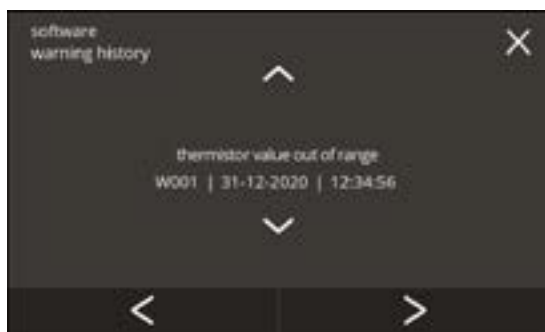 software
warning history
thermistor value out of range
W001 | 31-12-2020 | 12:34:56